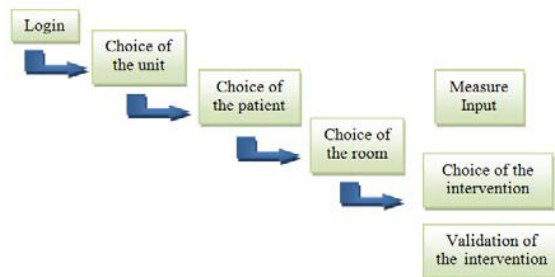 Login
Choice of
the unit
Choice of
the patient
Measure
Input
Choice of
the room
Choice of the
intervention
Validation of
the intervention